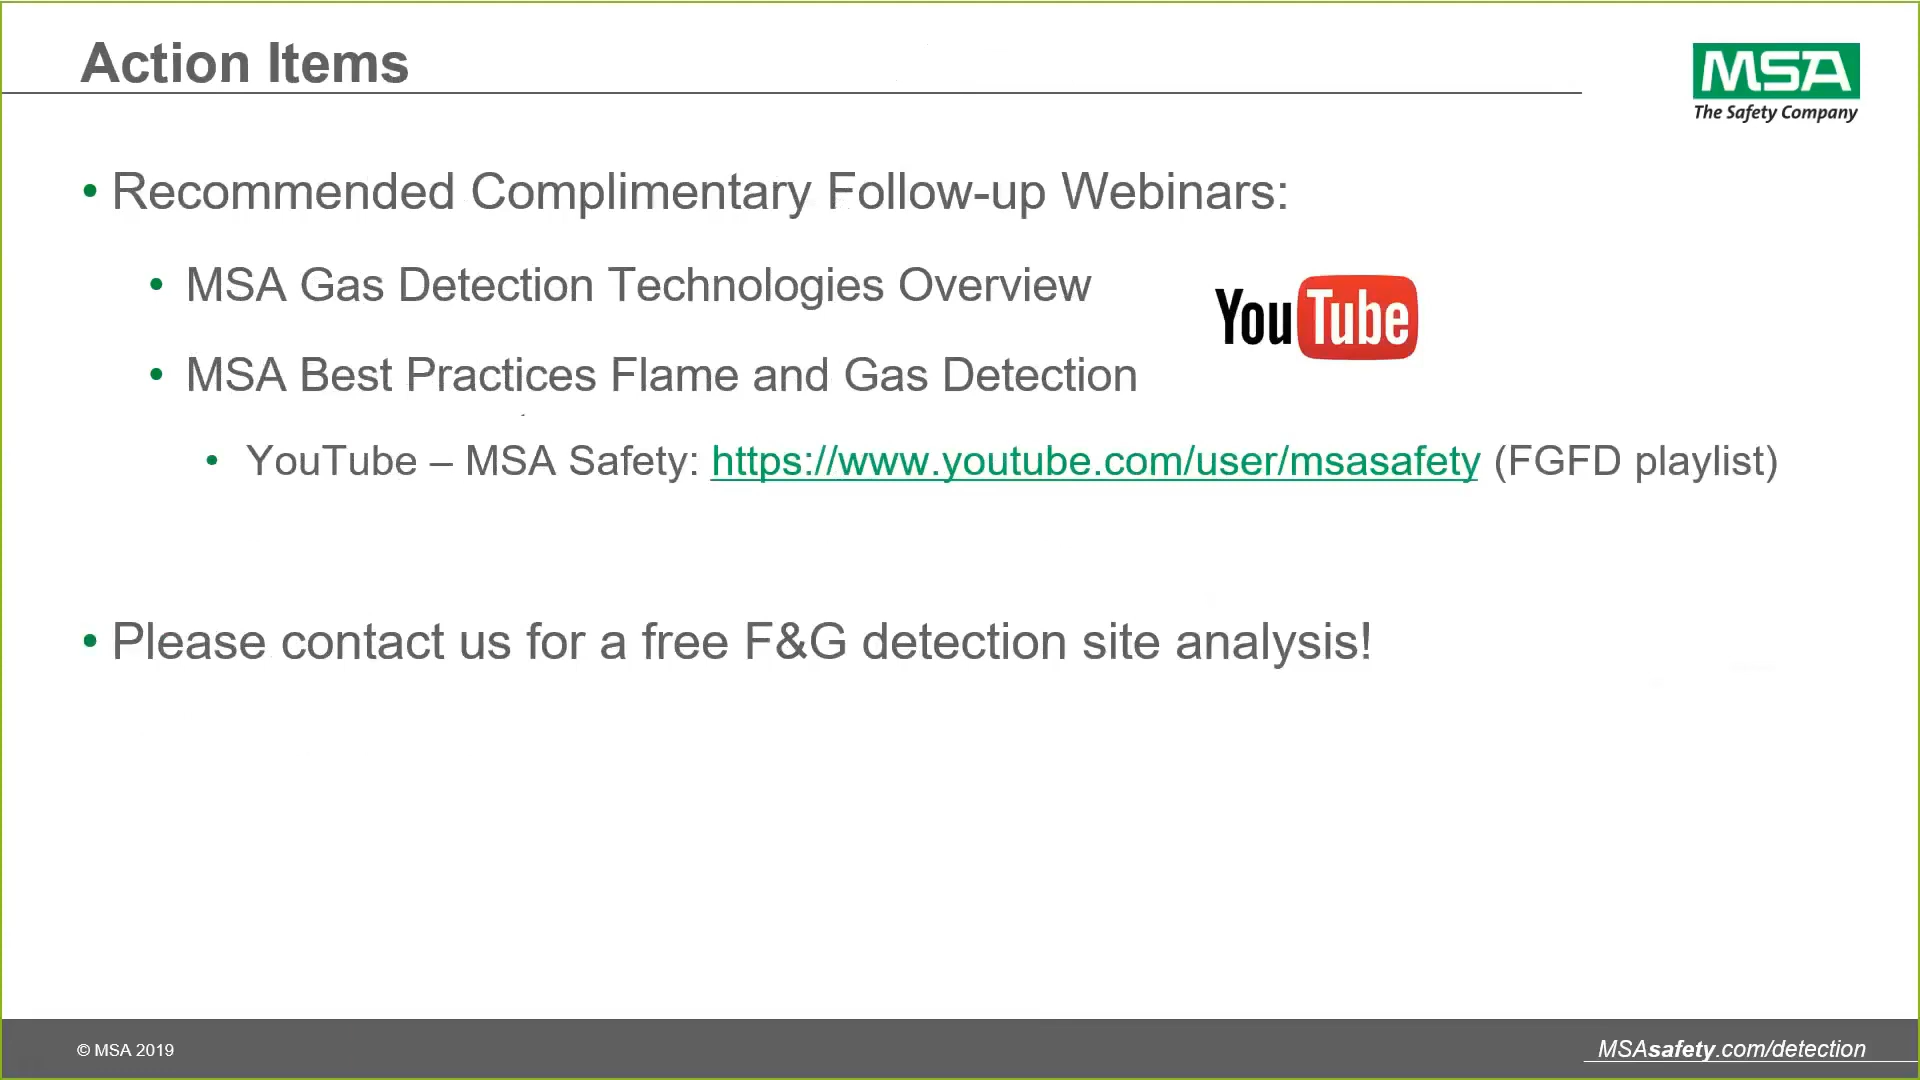 Action Items
MSA
The Safety Company
• Recommended Complimentary Follow-up Webinars:
• MSA Gas Detection Technologies Overview
YouTube
• MSA Best Practices Flame and Gas Detection
• YouTube – MSA Safety: https://www.youtube.com/user/msasafety (FGFD playlist)
• Please contact us for a free F&G detection site analysis!
© MSA 2019
MSAsafety.com/detection